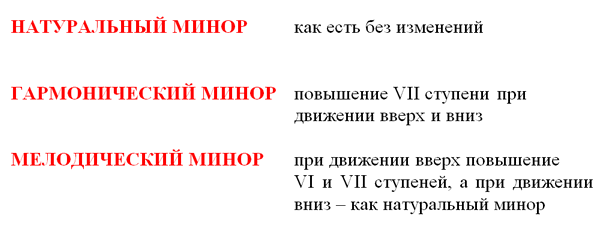 НАТУРАЛЬНЫЙ МИНОР как есть без изменений
ГАРМОНИЧЕСКИЙ МИНОР повышение VII ступени при
движении вверх и вниз
МЕЛОДИЧЕСКИЙ МИНОР при движении вверх повышение
VI и VII ступеней, а при движении
вниз – как натуральный минор